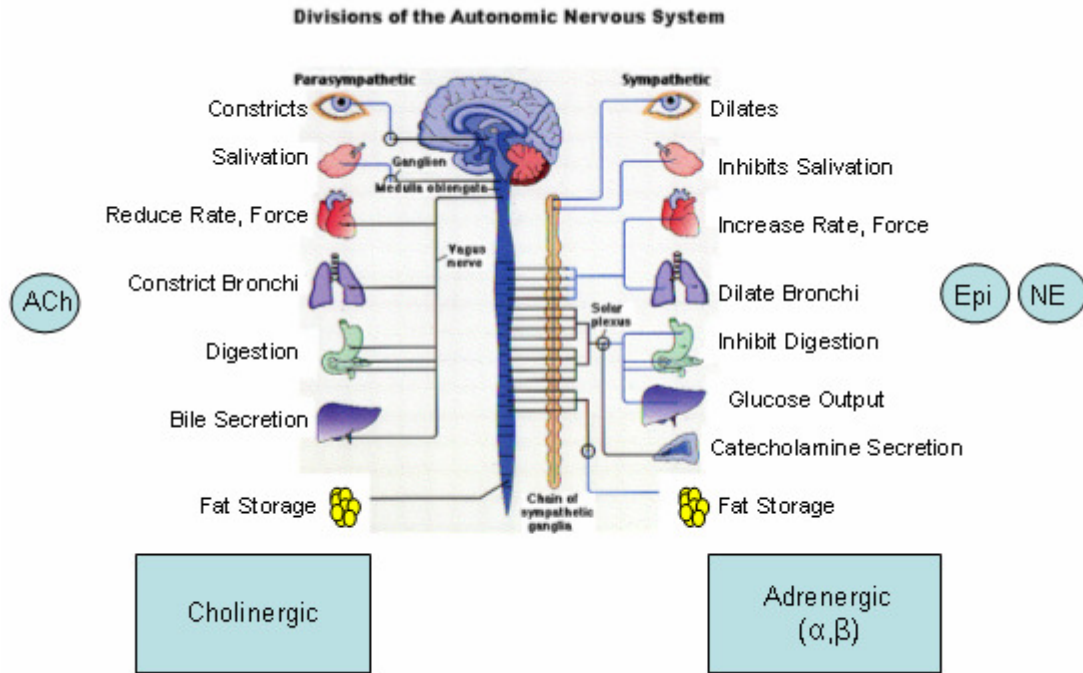 Divisions of the Autonomic Nervous System
Parasympathetic
Sympathetic
Constricts
Dilates
Salivation
Ganglion
Medulla oblongata
Inhibits Salivation
Reduce Rate, Force
Increase Rate, Force
Vagus
nerve
Constrict Bronchi
Dilate Bronchi
ACh
Epi
NE
Solar
plexus
Digestion
Inhibit Digestion
Bile Secretion
Glucose Output
Catecholamine Secretion
Fat Storage
Chain of
sympathetic
ganglia
Fat Storage
Cholinergic
Adrenergic
(α,β)